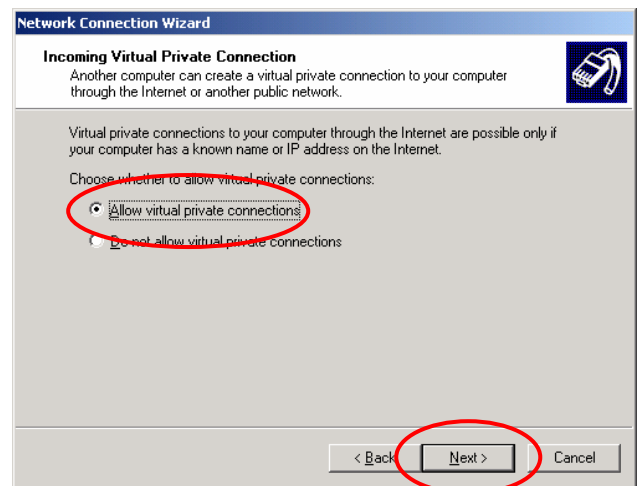 Network Connection Wizard
Incoming Virtual Private Connection
Another computer can create a virtual private connection to your computer
through the Internet or another public network.
Virtual private connections to your computer through the Internet are possible only if
your computer has a known name or IP address on the Internet.
Choose whether to allow virtual private connections:
Allow virtual private connections
Do not allow virtual private connections
< Back
Next >
Cancel